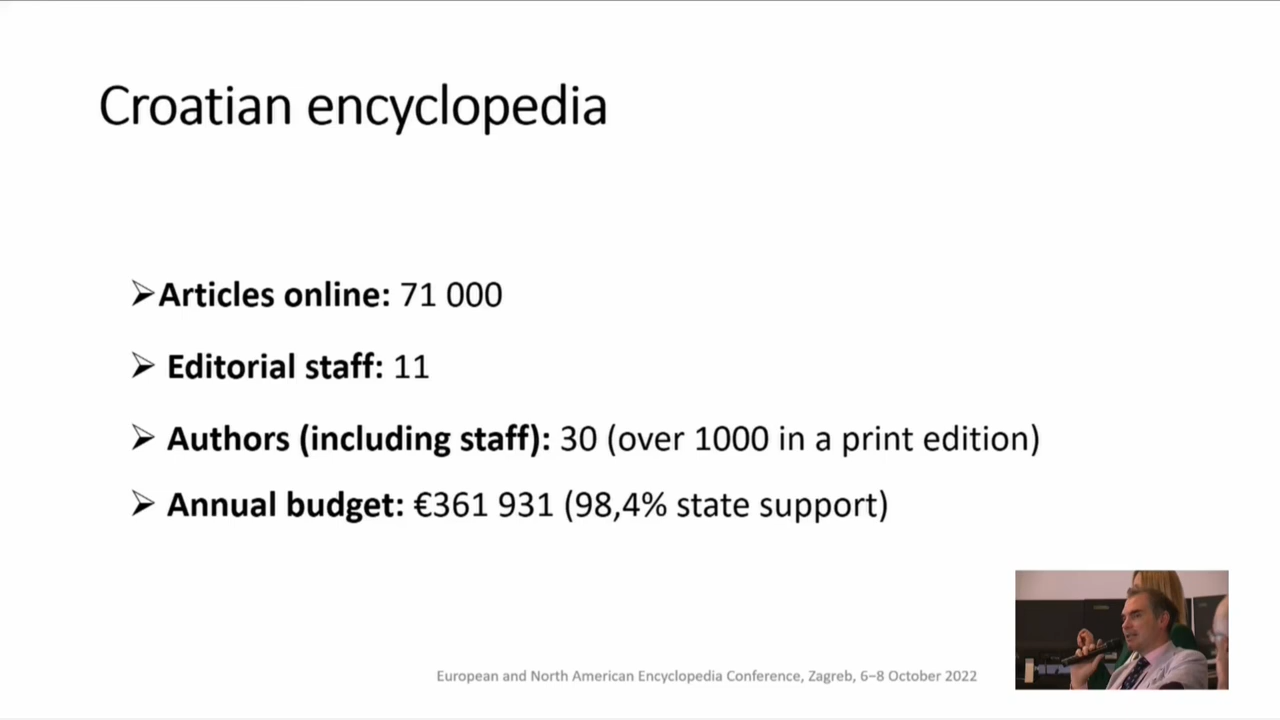 Croatian encyclopedia
➢Articles online: 71 000
➢ Editorial staff: 11
➢ Authors (including staff): 30 (over 1000 in a print edition)
➢ Annual budget: €361 931 (98,4% state support)
European and North American Encyclopedia Conference, Zagreb, 6–8 October 2022